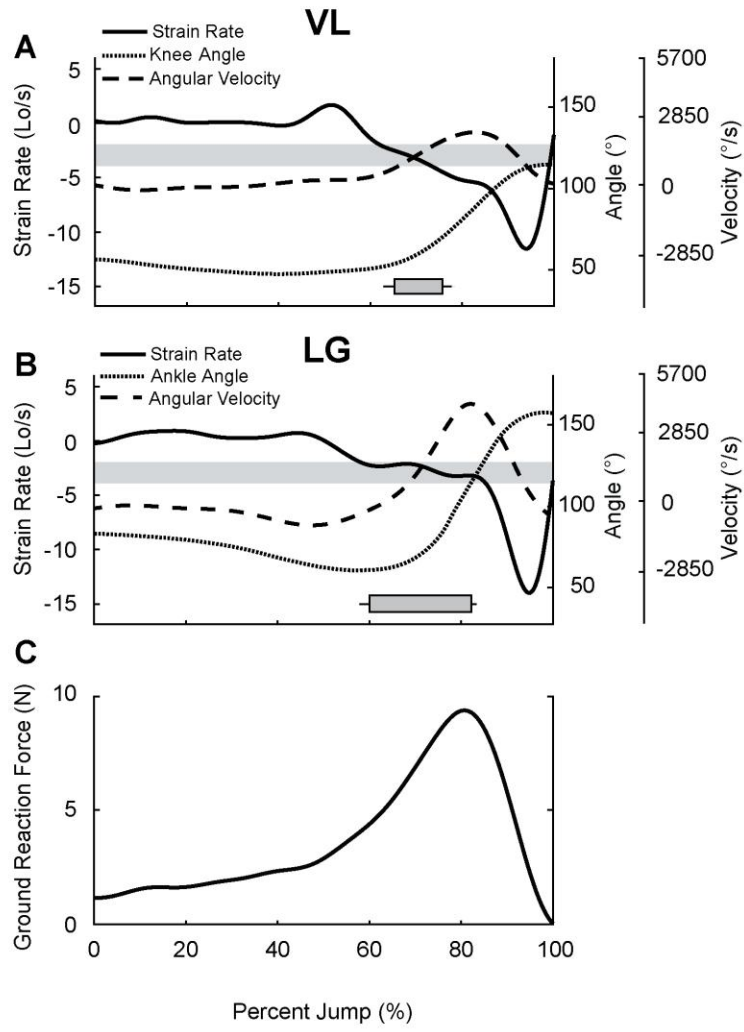 VL
A
Strain Rate
Knee Angle
Angular Velocity
5
0
-5
-10
-15
Strain Rate (Lo/s)
150
100
50
Angle (°)
5700
2850
0
-2850
Velocity (°/s)
LG
B
Strain Rate
Ankle Angle
Angular Velocity
5
0
-5
-10
-15
Strain Rate (Lo/s)
150
100
50
Angle (°)
5700
2850
0
-2850
Velocity (°/s)
C
10
5
0
Ground Reaction Force (N)
0 20 40 60 80 100
Percent Jump (%)